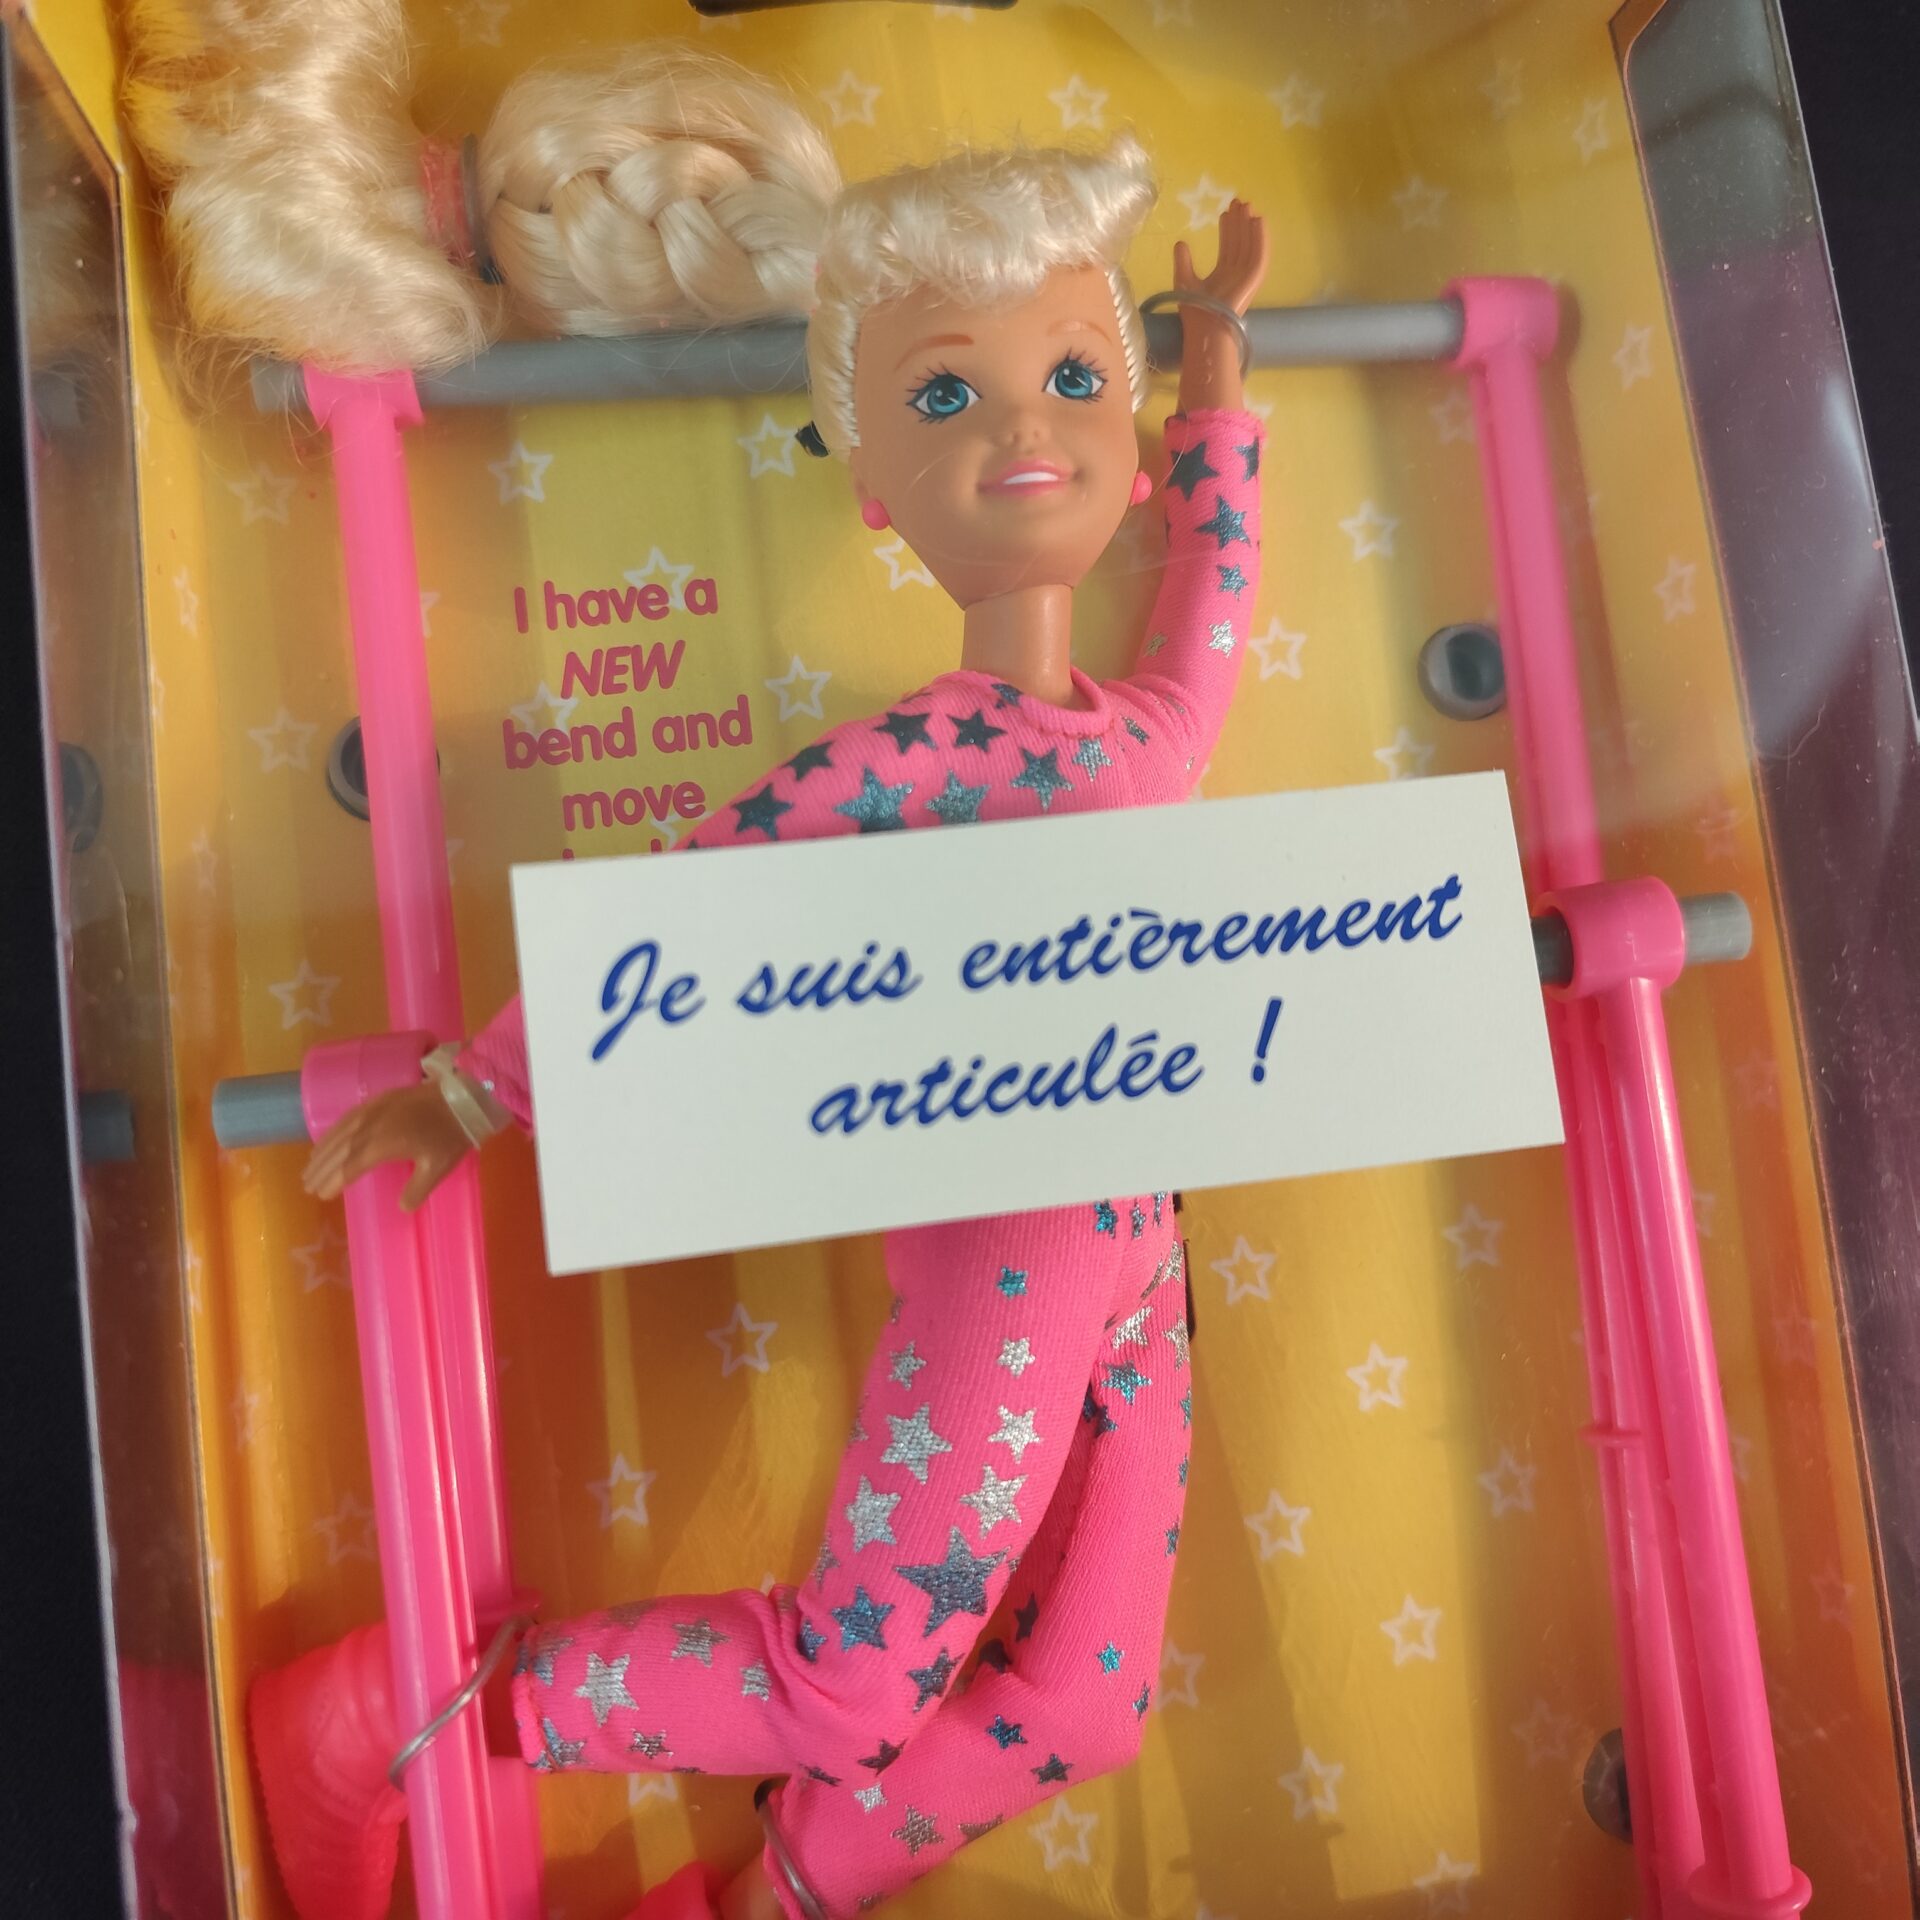 I have a
NEW
bend and
move
Je suis entièrement
articulée !